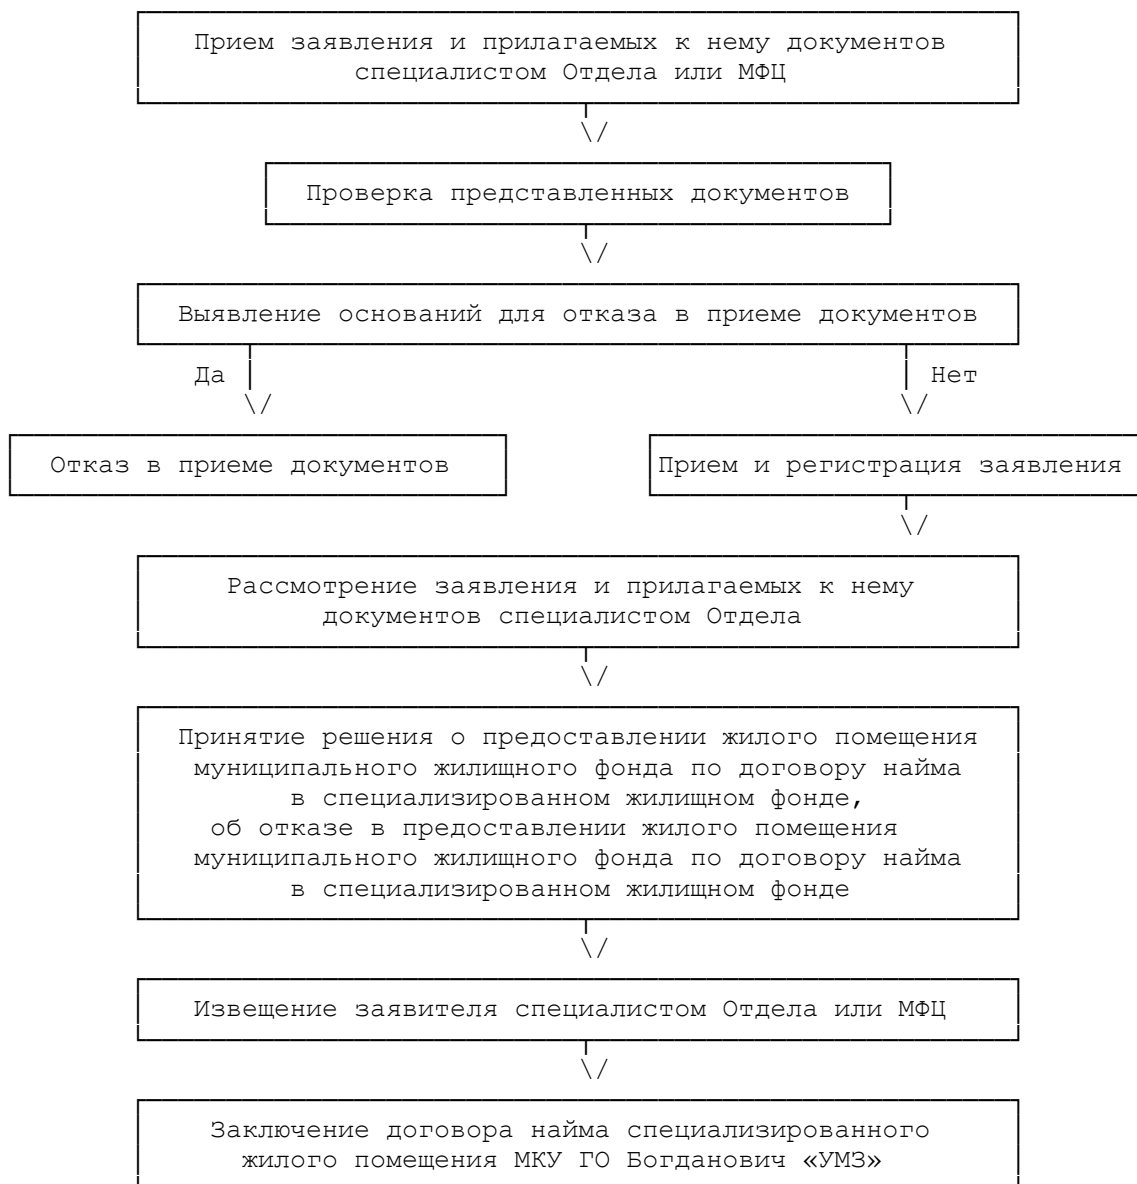 Прием заявления и прилагаемых к нему документов
специалистом Отдела или МФЦ
Проверка представленных документов
Выявление оснований для отказа в приеме документов
Да
Нет
Отказ в приеме документов
Прием и регистрация заявления
Рассмотрение заявления и прилагаемых к нему
документов специалистом Отдела
Принятие решения о предоставлении жилого помещения
муниципального жилищного фонда по договору найма
в специализированном жилищном фонде,
об отказе в предоставлении жилого помещения
муниципального жилищного фонда по договору найма
в специализированном жилищном фонде
Извещение заявителя специалистом Отдела или МФЦ
Заключение договора найма специализированного
жилого помещения МКУ ГО Богданович «УМЗ»